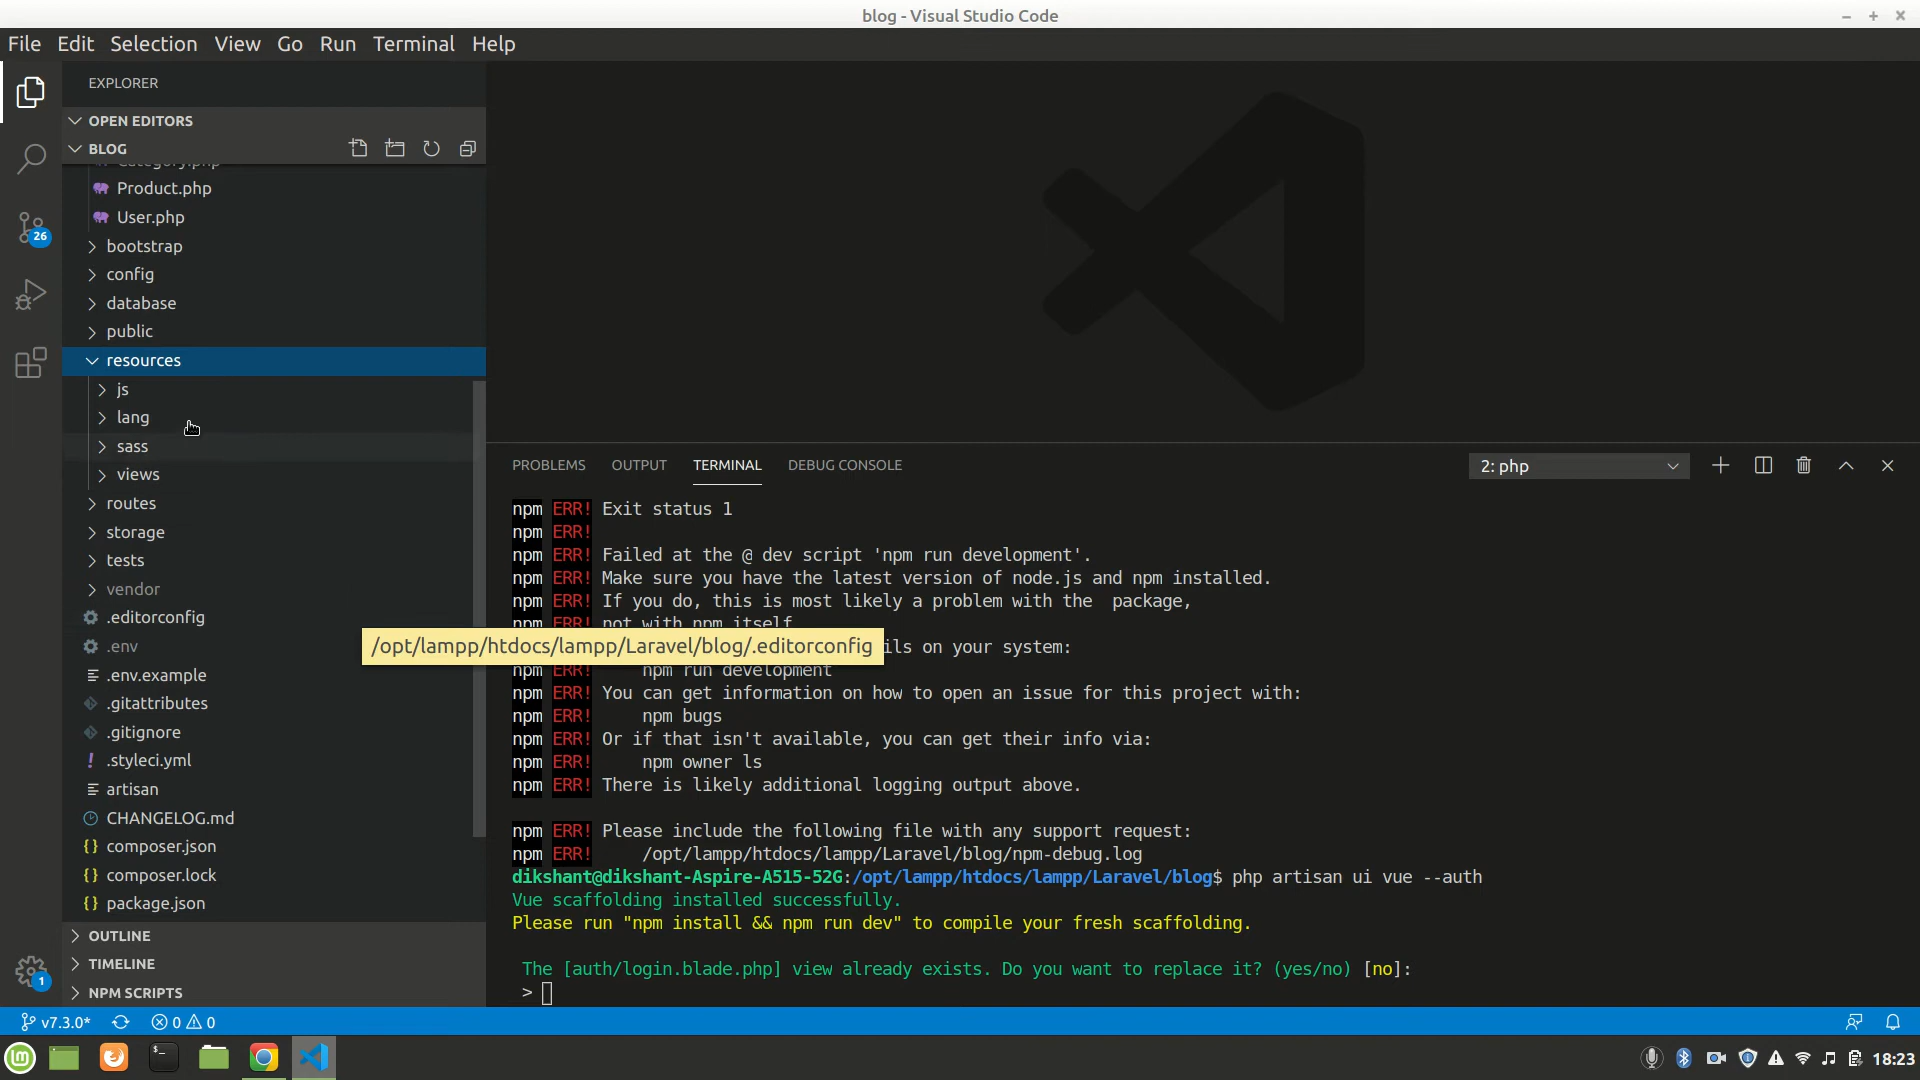 blog - Visual Studio Code
File Edit Selection View Go Run Terminal Help
EXPLORER
OPEN EDITORS
BLOG
Category.php
Product.php
User.php
bootstrap
config
database
public
resources
js
lang
sass
views
routes
storage
tests
vendor
.editorconfig
.env
.env.example
.gitattributes
.gitignore
.styleci.yml
artisan
CHANGELOG.md
composer.json
composer.lock
package.json
OUTLINE
TIMELINE
NPM SCRIPTS
26
1
PROBLEMS OUTPUT TERMINAL DEBUG CONSOLE 2: php
npm ERR! Exit status 1
npm ERR!
npm ERR! Failed at the @ dev script 'npm run development'.
npm ERR! Make sure you have the latest version of node.js and npm installed.
npm ERR! If you do, this is most likely a problem with the  package,
npm ERR! not with npm itself
/opt/lampp/htdocs/lampp/Laravel/blog/.editorconfig
ils on your system:
npm ERR!     npm run development
npm ERR! You can get information on how to open an issue for this project with:
npm ERR!     npm bugs
npm ERR! Or if that isn't available, you can get their info via:
npm ERR!     npm owner ls
npm ERR! There is likely additional logging output above.
npm ERR! Please include the following file with any support request:
npm ERR!     /opt/lampp/htdocs/lampp/Laravel/blog/npm-debug.log
dikshant@dikshant-Aspire-A515-52G:/opt/lampp/htdocs/lampp/Laravel/blog$ php artisan ui vue --auth
Vue scaffolding installed successfully.
Please run "npm install && npm run dev" to compile your fresh scaffolding.
The [auth/login.blade.php] view already exists. Do you want to replace it? (yes/no) [no]:
>
v7.3.0* 0 0
18:23